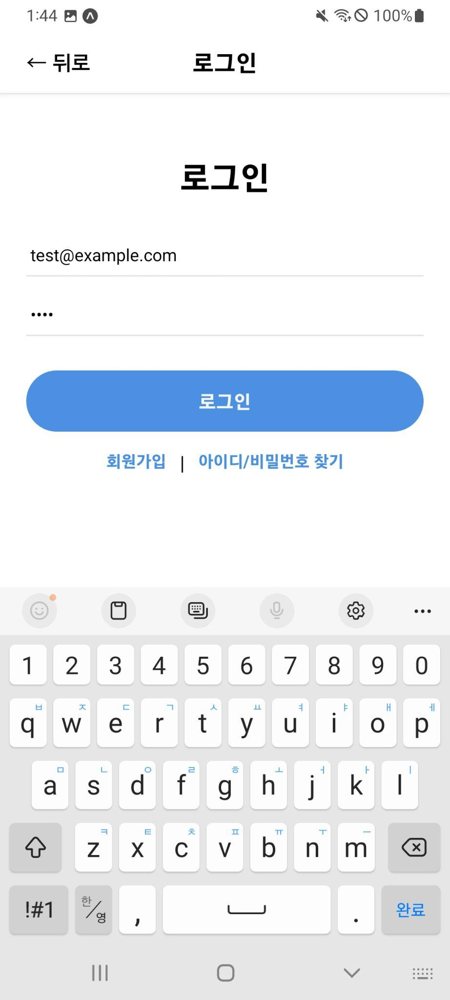 1:44 100%
← 뒤로 로그인
로그인
test@example.com
••••
로그인
회원가입 | 아이디/비밀번호 찾기
1 2 3 4 5 6 7 8 9 0
q ㅂ w ㅈ e ㄷ r ㄱ t ㅅ y ㅛ u ㅕ i ㅑ o ㅐ p ㅔ
a ㅁ s ㄴ d ㅇ f ㄹ g ㅎ h ㅗ j ㅓ k ㅏ l ㅣ
z ㅋ x ㅌ c ㅊ v ㅍ b ㅠ n ㅜ m ㅡ
!#1 한/영 , . 완료